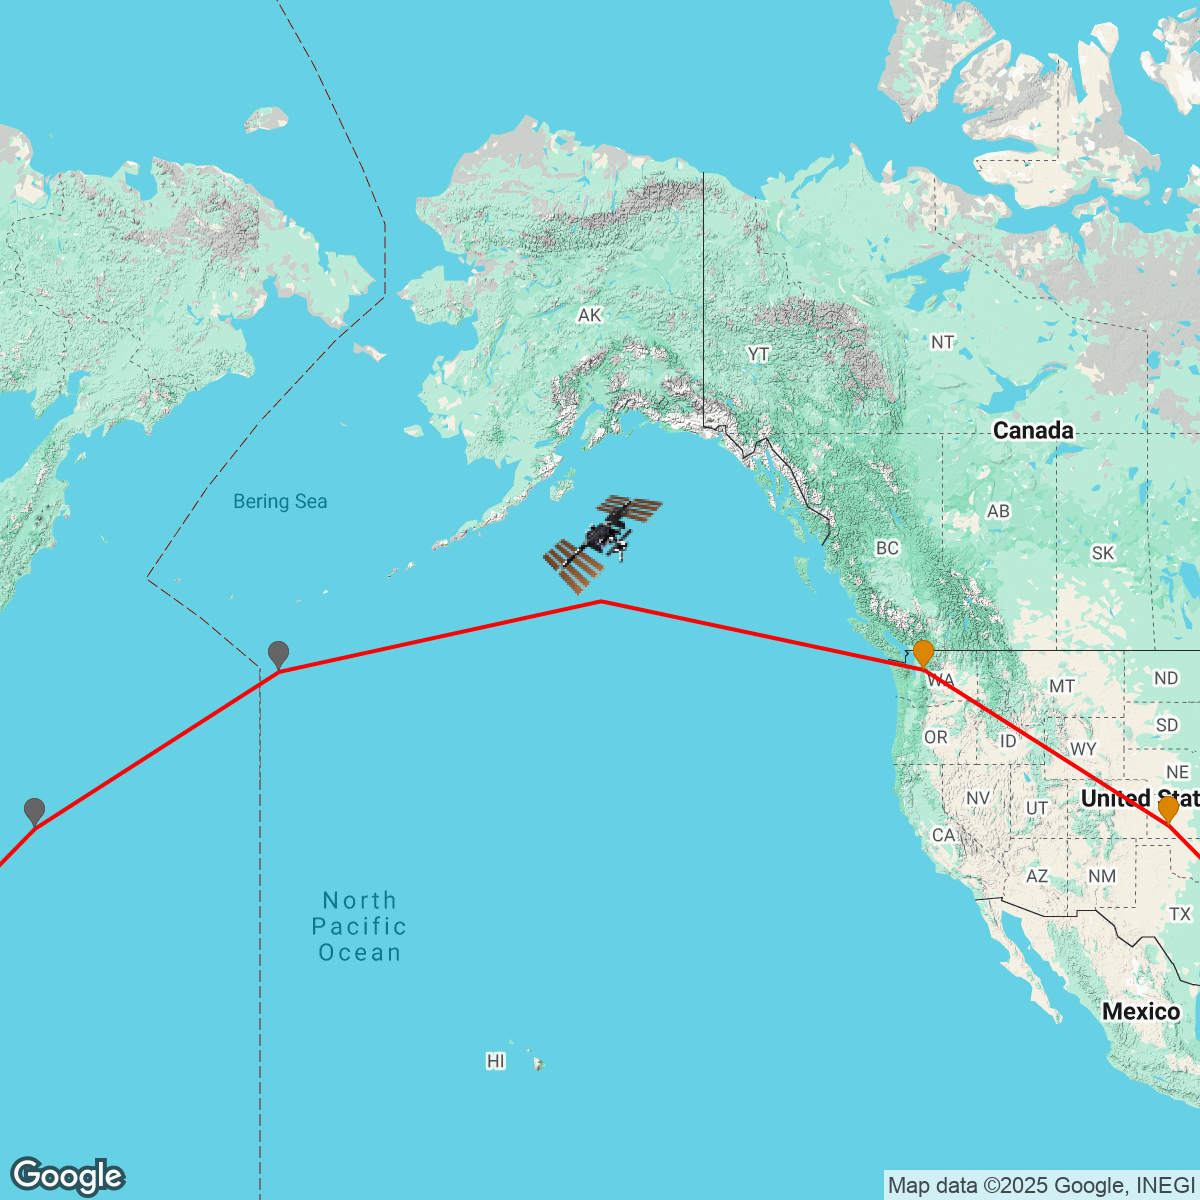 AK
YT
NT
Canada
Bering Sea
AB
BC
SK
WA
MT
ND
OR
ID
SD
WY
NE
NV
UT
United Stat
CA
AZ
NM
North
Pacific
Ocean
TX
Mexico
HI
Google
Map data ©2025 Google, INEGI